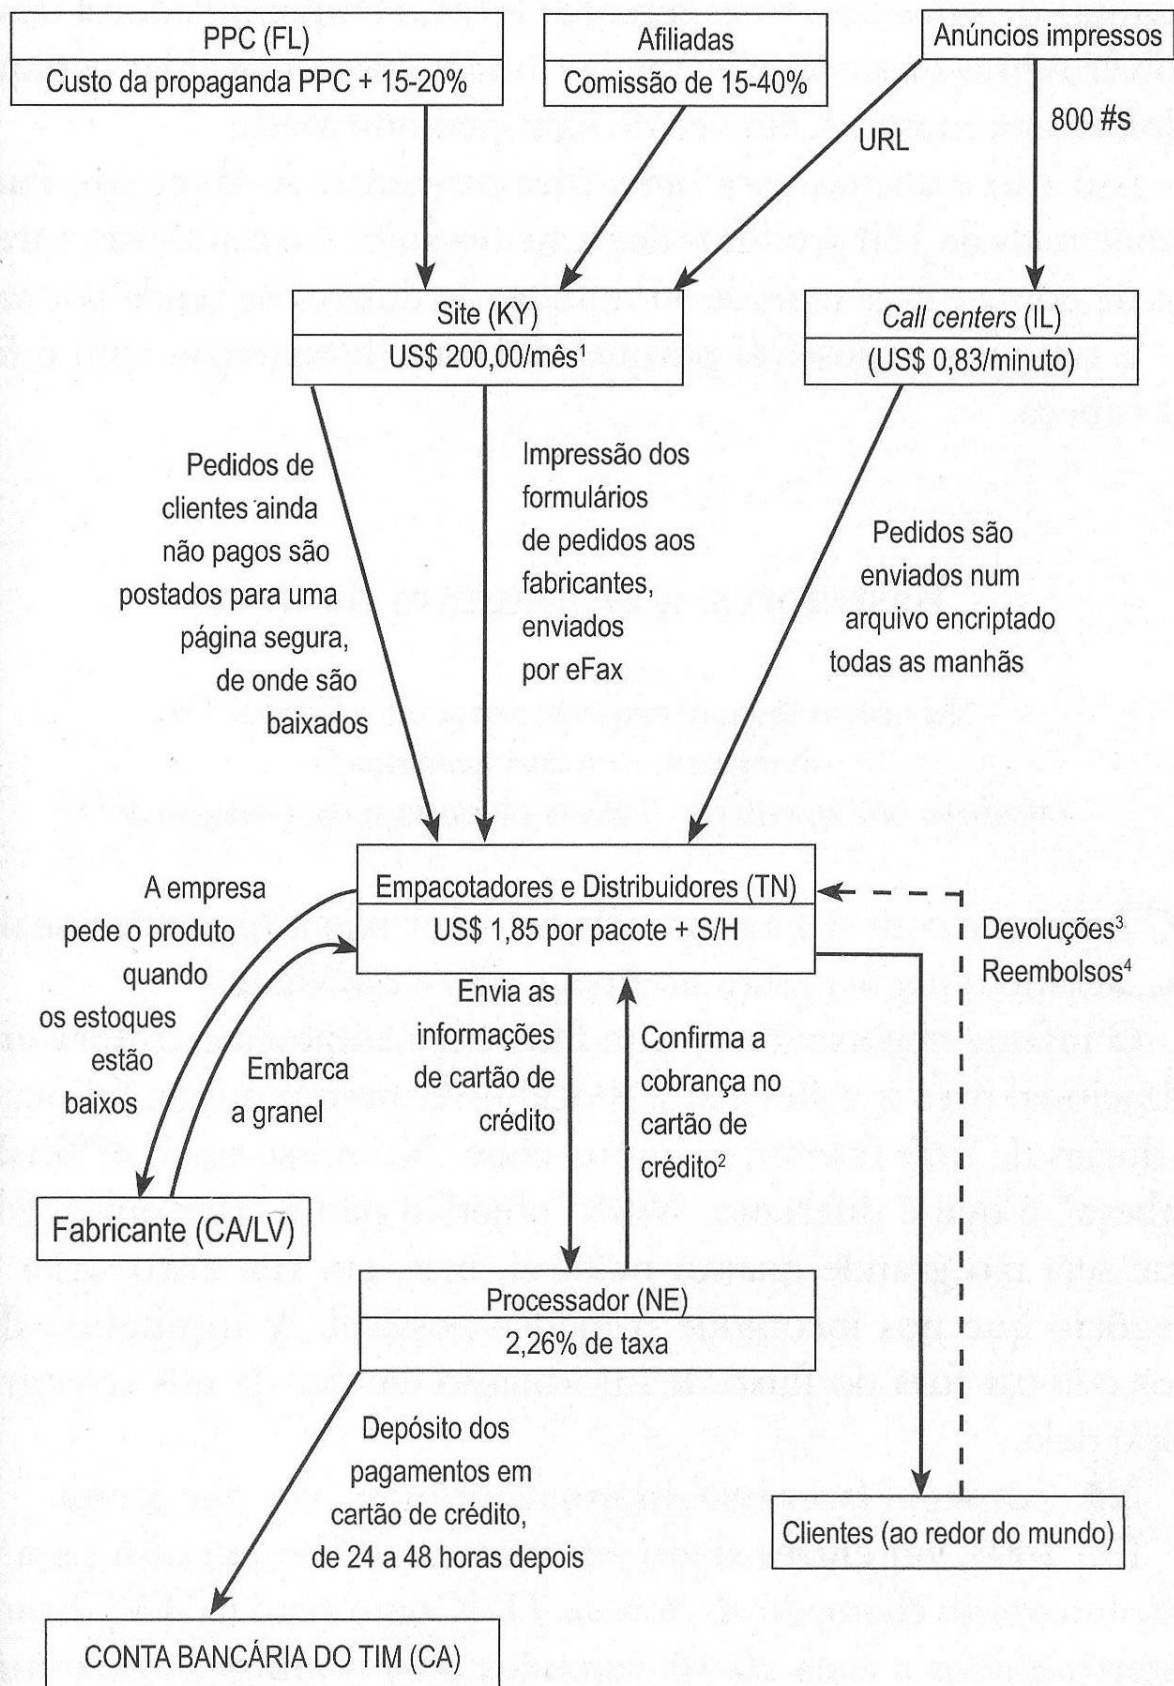 PPC (FL)
Custo da propaganda PPC + 15-20%
Afiliadas
Comissão de 15-40%
Anúncios impressos
URL
800 #s
Site (KY)
US$ 200,00/mês¹
Call centers (IL)
(US$ 0,83/minuto)
Pedidos de
clientes ainda
não pagos são
postados para uma
página segura,
de onde são
baixados
Impressão dos
formulários
de pedidos aos
fabricantes,
enviados
por eFax
Pedidos são
enviados num
arquivo encriptado
todas as manhãs
Empacotadores e Distribuidores (TN)
US$ 1,85 por pacote + S/H
A empresa
pede o produto
quando
os estoques
estão
baixos
Embarca
a granel
Envia as
informações
de cartão de
crédito
Confirma a
cobrança no
cartão de
crédito²
Devoluções³
Reembolsos⁴
Fabricante (CA/LV)
Processador (NE)
2,26% de taxa
Depósito dos
pagamentos em
cartão de crédito,
de 24 a 48 horas depois
Clientes (ao redor do mundo)
CONTA BANCÁRIA DO TIM (CA)